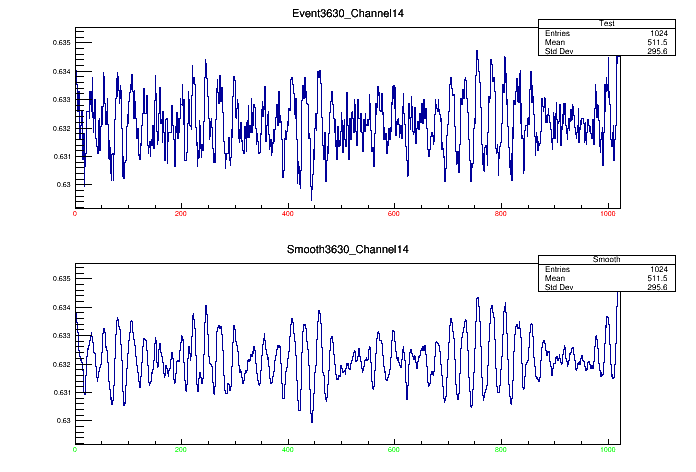 Event3630_Channel14
Test
Entries 1024
Mean 511.5
Std Dev 295.6
0.635
0.634
0.633
0.632
0.631
0.63
0 200 400 600 800 1000
Smooth3630_Channel14
Smooth
Entries 1024
Mean 511.5
Std Dev 295.6
0.635
0.634
0.633
0.632
0.631
0.63
0 200 400 600 800 1000